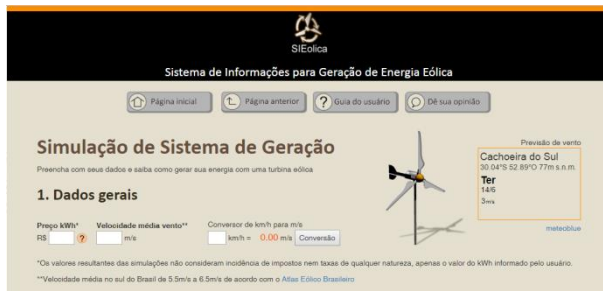 SIEolica
Sistema de Informações para Geração de Energia Eólica
Página inicial
Página anterior
? Guia do usuário
Dê sua opinião
Simulação de Sistema de Geração
Preencha com seus dados e saiba como gerar sua energia com uma turbina eólica
Previsão de vento
Cachoeira do Sul
30.04°S 52.89°O 77m s.n.m.
Ter
14/6
3m/s
meteoblue
1. Dados gerais
Preço kWh* Velocidade média vento** Conversor de km/h para m/s
R$ ? m/s km/h = 0.00 m/s Conversão
*Os valores resultantes das simulações não consideram incidência de impostos nem taxas de qualquer natureza, apenas o valor do kWh informado pelo usuário.
**Velocidade média no sul do Brasil de 5.5m/s a 6.5m/s de acordo com o Atlas Eólico Brasileiro